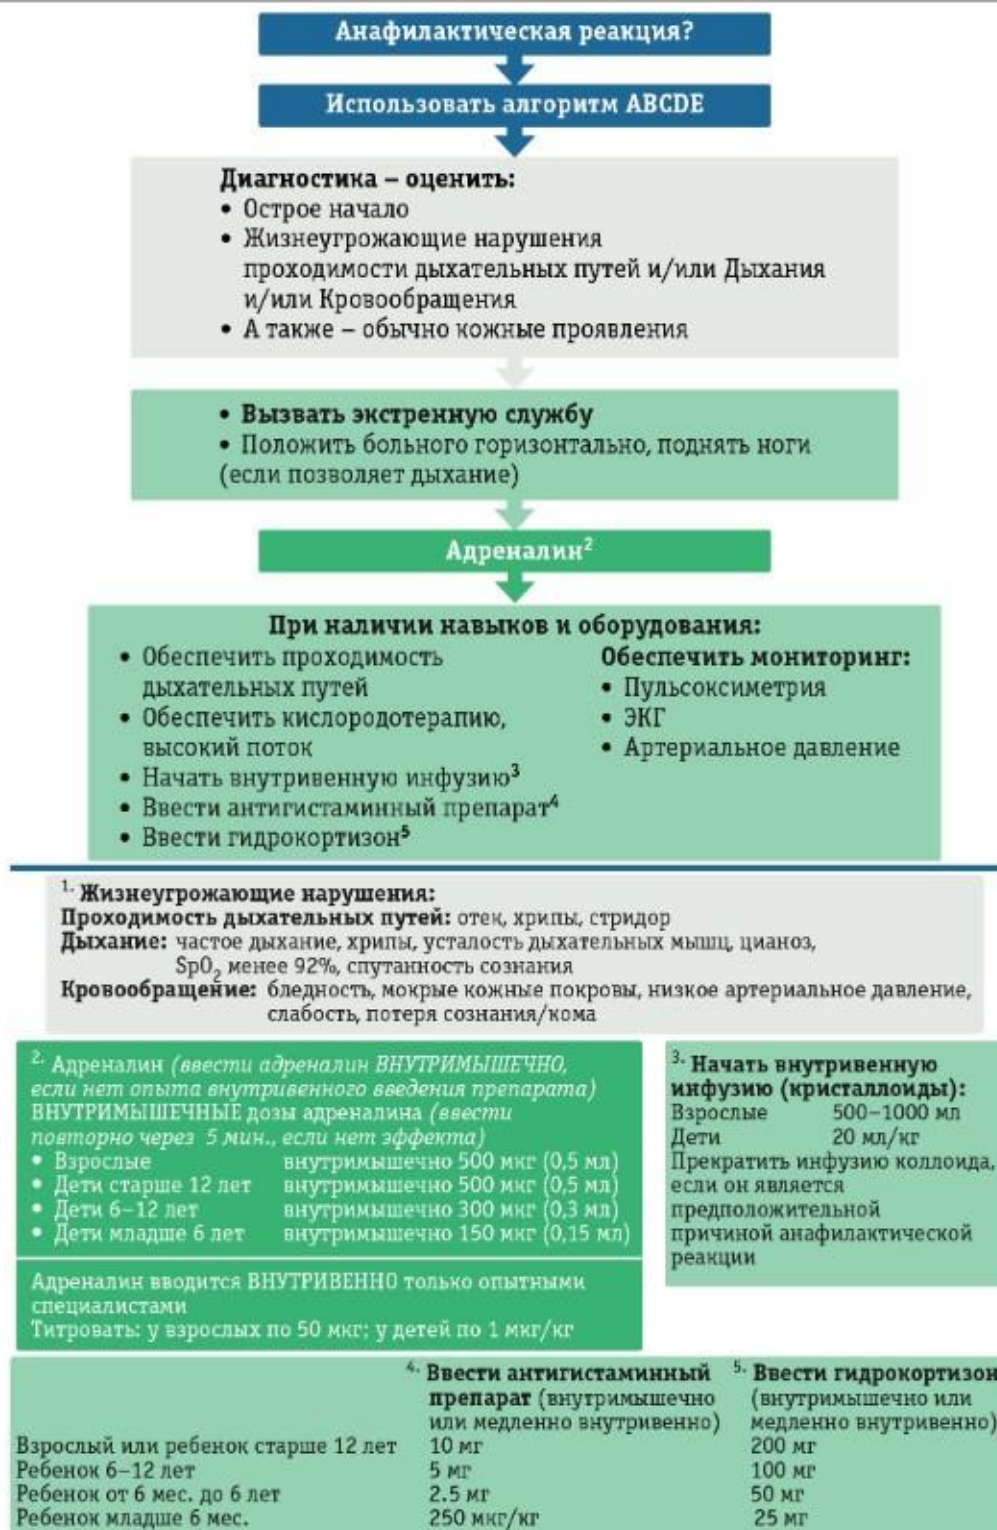 Анафилактическая реакция?
Использовать алгоритм ABCDE
Диагностика – оценить:
• Острое начало
• Жизнеугрожающие нарушения
проходимости дыхательных путей и/или Дыхания
и/или Кровообращения
• А также – обычно кожные проявления
• Вызвать экстренную службу
• Положить больного горизонтально, поднять ноги
(если позволяет дыхание)
Адреналин²
При наличии навыков и оборудования:
• Обеспечить проходимость
дыхательных путей
• Обеспечить кислородотерапию,
высокий поток
• Начать внутривенную инфузию³
• Ввести антигистаминный препарат⁴
• Ввести гидрокортизон⁵
Обеспечить мониторинг:
• Пульсоксиметрия
• ЭКГ
• Артериальное давление
¹· Жизнеугрожающие нарушения:
Проходимость дыхательных путей: отек, хрипы, стридор
Дыхание: частое дыхание, хрипы, усталость дыхательных мышц, цианоз,
SpO₂ менее 92%, спутанность сознания
Кровообращение: бледность, мокрые кожные покровы, низкое артериальное давление,
слабость, потеря сознания/кома
²· Адреналин (ввести адреналин ВНУТРИМЫШЕЧНО,
если нет опыта внутривенного введения препарата)
ВНУТРИМЫШЕЧНЫЕ дозы адреналина (ввести
повторно через 5 мин., если нет эффекта)
• Взрослые внутримышечно 500 мкг (0,5 мл)
• Дети старше 12 лет внутримышечно 500 мкг (0,5 мл)
• Дети 6–12 лет внутримышечно 300 мкг (0,3 мл)
• Дети младше 6 лет внутримышечно 150 мкг (0,15 мл)
Адреналин вводится ВНУТРИВЕННО только опытными
специалистами
Титровать: у взрослых по 50 мкг; у детей по 1 мкг/кг
³· Начать внутривенную
инфузию (кристаллоиды):
Взрослые 500–1000 мл
Дети 20 мл/кг
Прекратить инфузию коллоида,
если он является
предположительной
причиной анафилактической
реакции
⁴· Ввести антигистаминный
препарат (внутримышечно
или медленно внутривенно)
⁵· Ввести гидрокортизон
(внутримышечно или
медленно внутривенно)
Взрослый или ребенок старше 12 лет 10 мг 200 мг
Ребенок 6–12 лет 5 мг 100 мг
Ребенок от 6 мес. до 6 лет 2.5 мг 50 мг
Ребенок младше 6 мес. 250 мкг/кг 25 мг